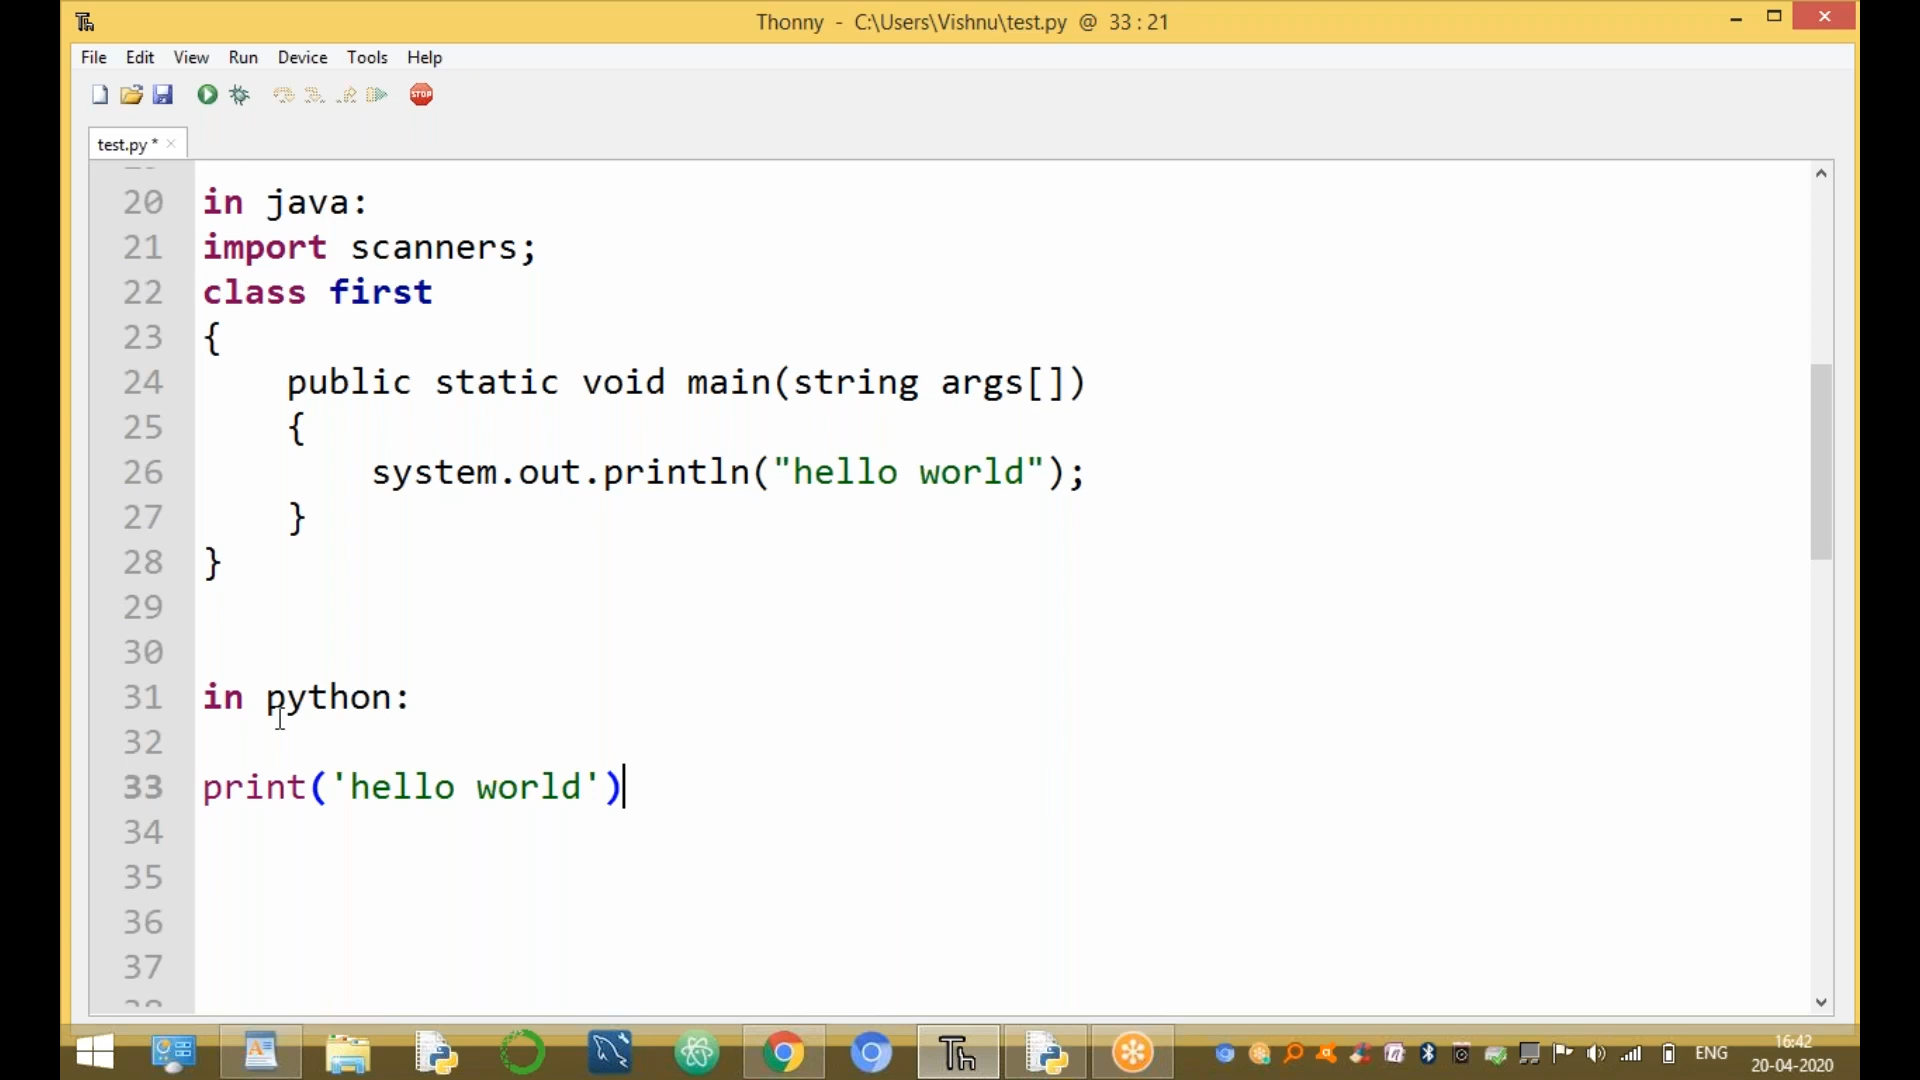 Th
Thonny - C:\Users\Vishnu\test.py @ 33 : 21
File Edit View Run Device Tools Help
STOP
test.py *
20 in java:
21 import scanners;
22 class first
23 {
24 public static void main(string args[])
25 {
26 system.out.println("hello world");
27 }
28 }
29
30
31 in python:
32
33 print('hello world')
34
35
36
37
Th
ENG
16:42
20-04-2020